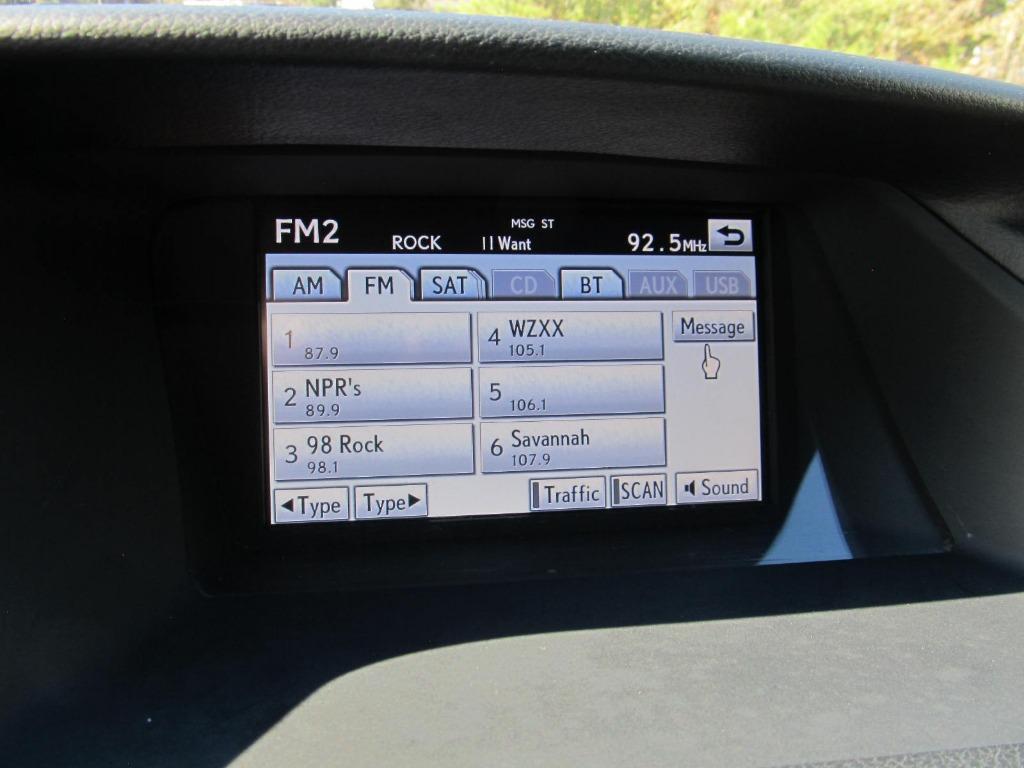 FM2 ROCK MSG ST 92.5MHz
II Want
AM FM SAT CD BT AUX USB
1 87.9
4 WZXX 105.1
Message
2 NPR's 89.9
5 106.1
3 98 Rock 98.1
6 Savannah 107.9
◀Type Type▶ Traffic SCAN Sound